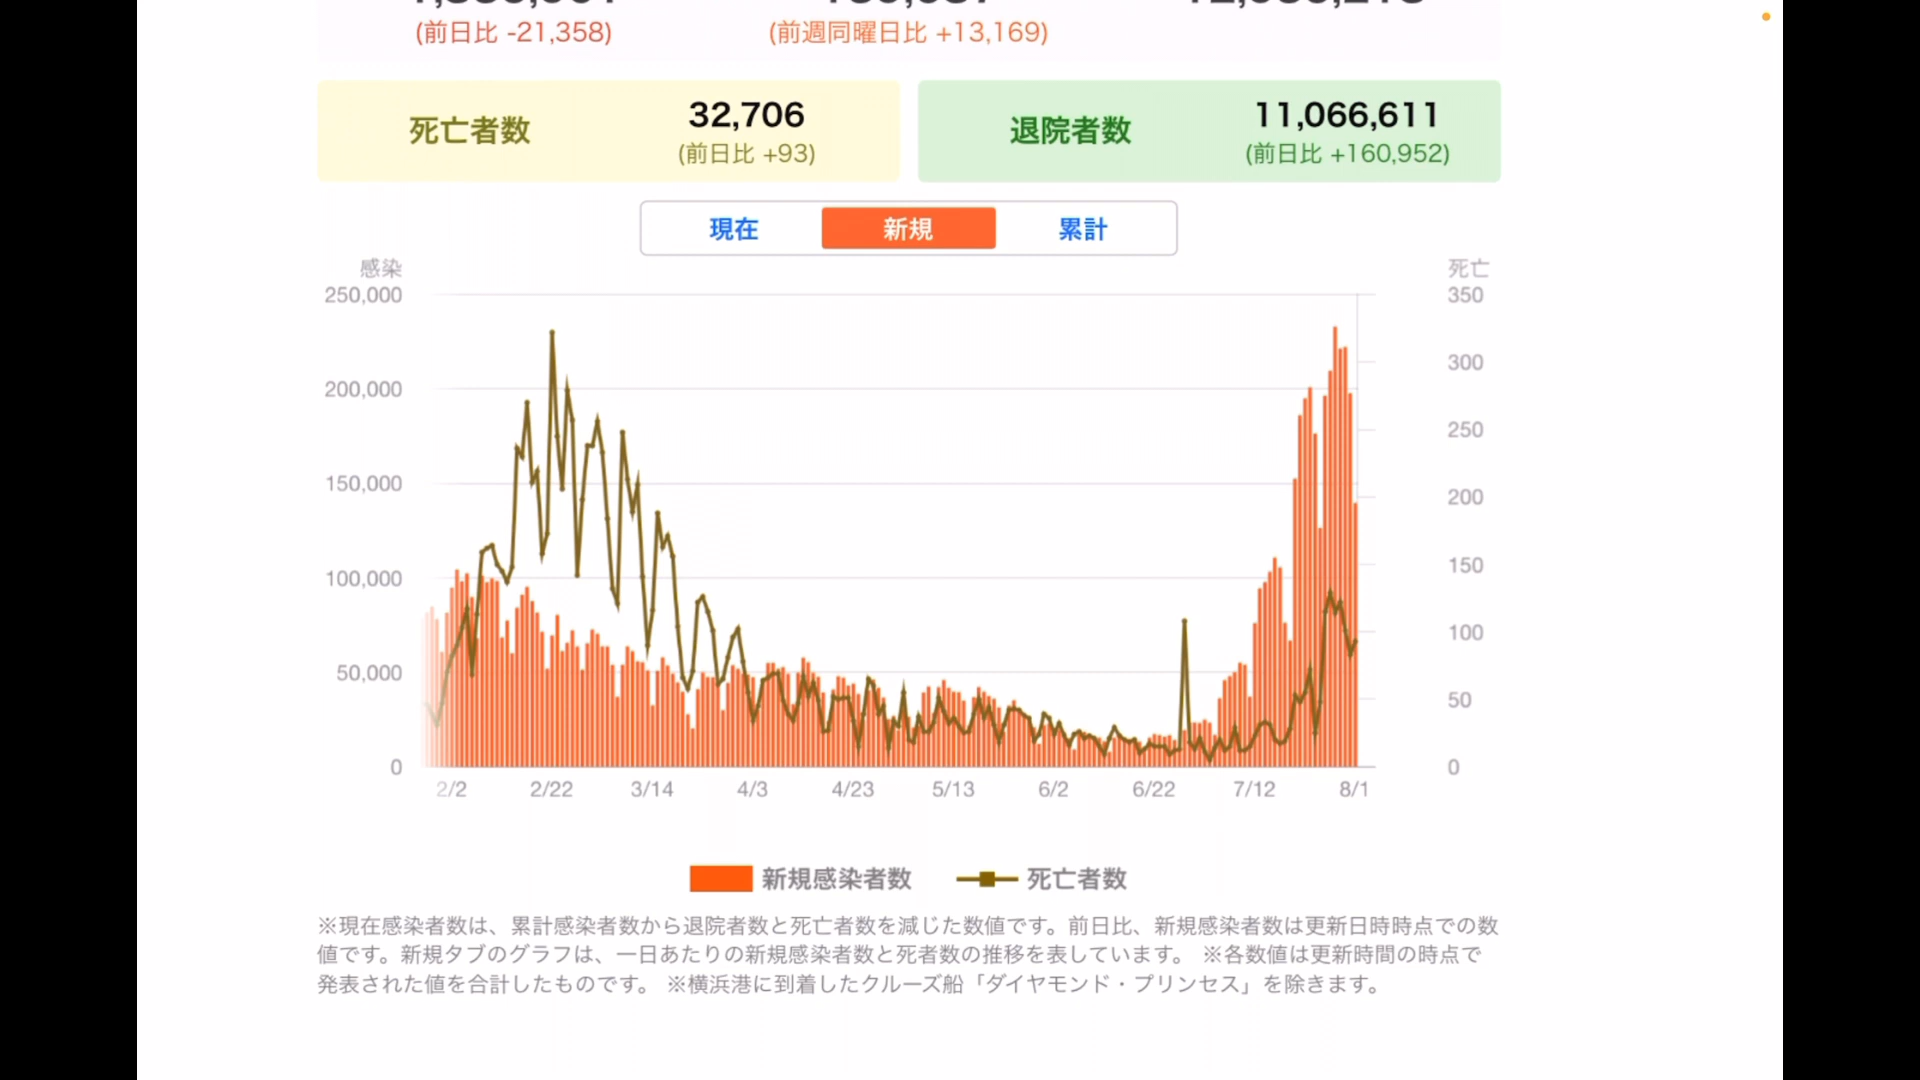 (前日比 -21,358)
(前週同曜日比 +13,169)
死亡者数
32,706
(前日比 +93)
退院者数
11,066,611
(前日比 +160,952)
現在
新規
累計
感染
死亡
250,000
200,000
150,000
100,000
50,000
0
350
300
250
200
150
100
50
0
2/2
2/22
3/14
4/3
4/23
5/13
6/2
6/22
7/12
8/1
新規感染者数
死亡者数
※現在感染者数は、累計感染者数から退院者数と死亡者数を減じた数値です。前日比、新規感染者数は更新日時時点での数
値です。新規タブのグラフは、一日あたりの新規感染者数と死者数の推移を表しています。 ※各数値は更新時間の時点で
発表された値を合計したものです。 ※横浜港に到着したクルーズ船「ダイヤモンド・プリンセス」を除きます。